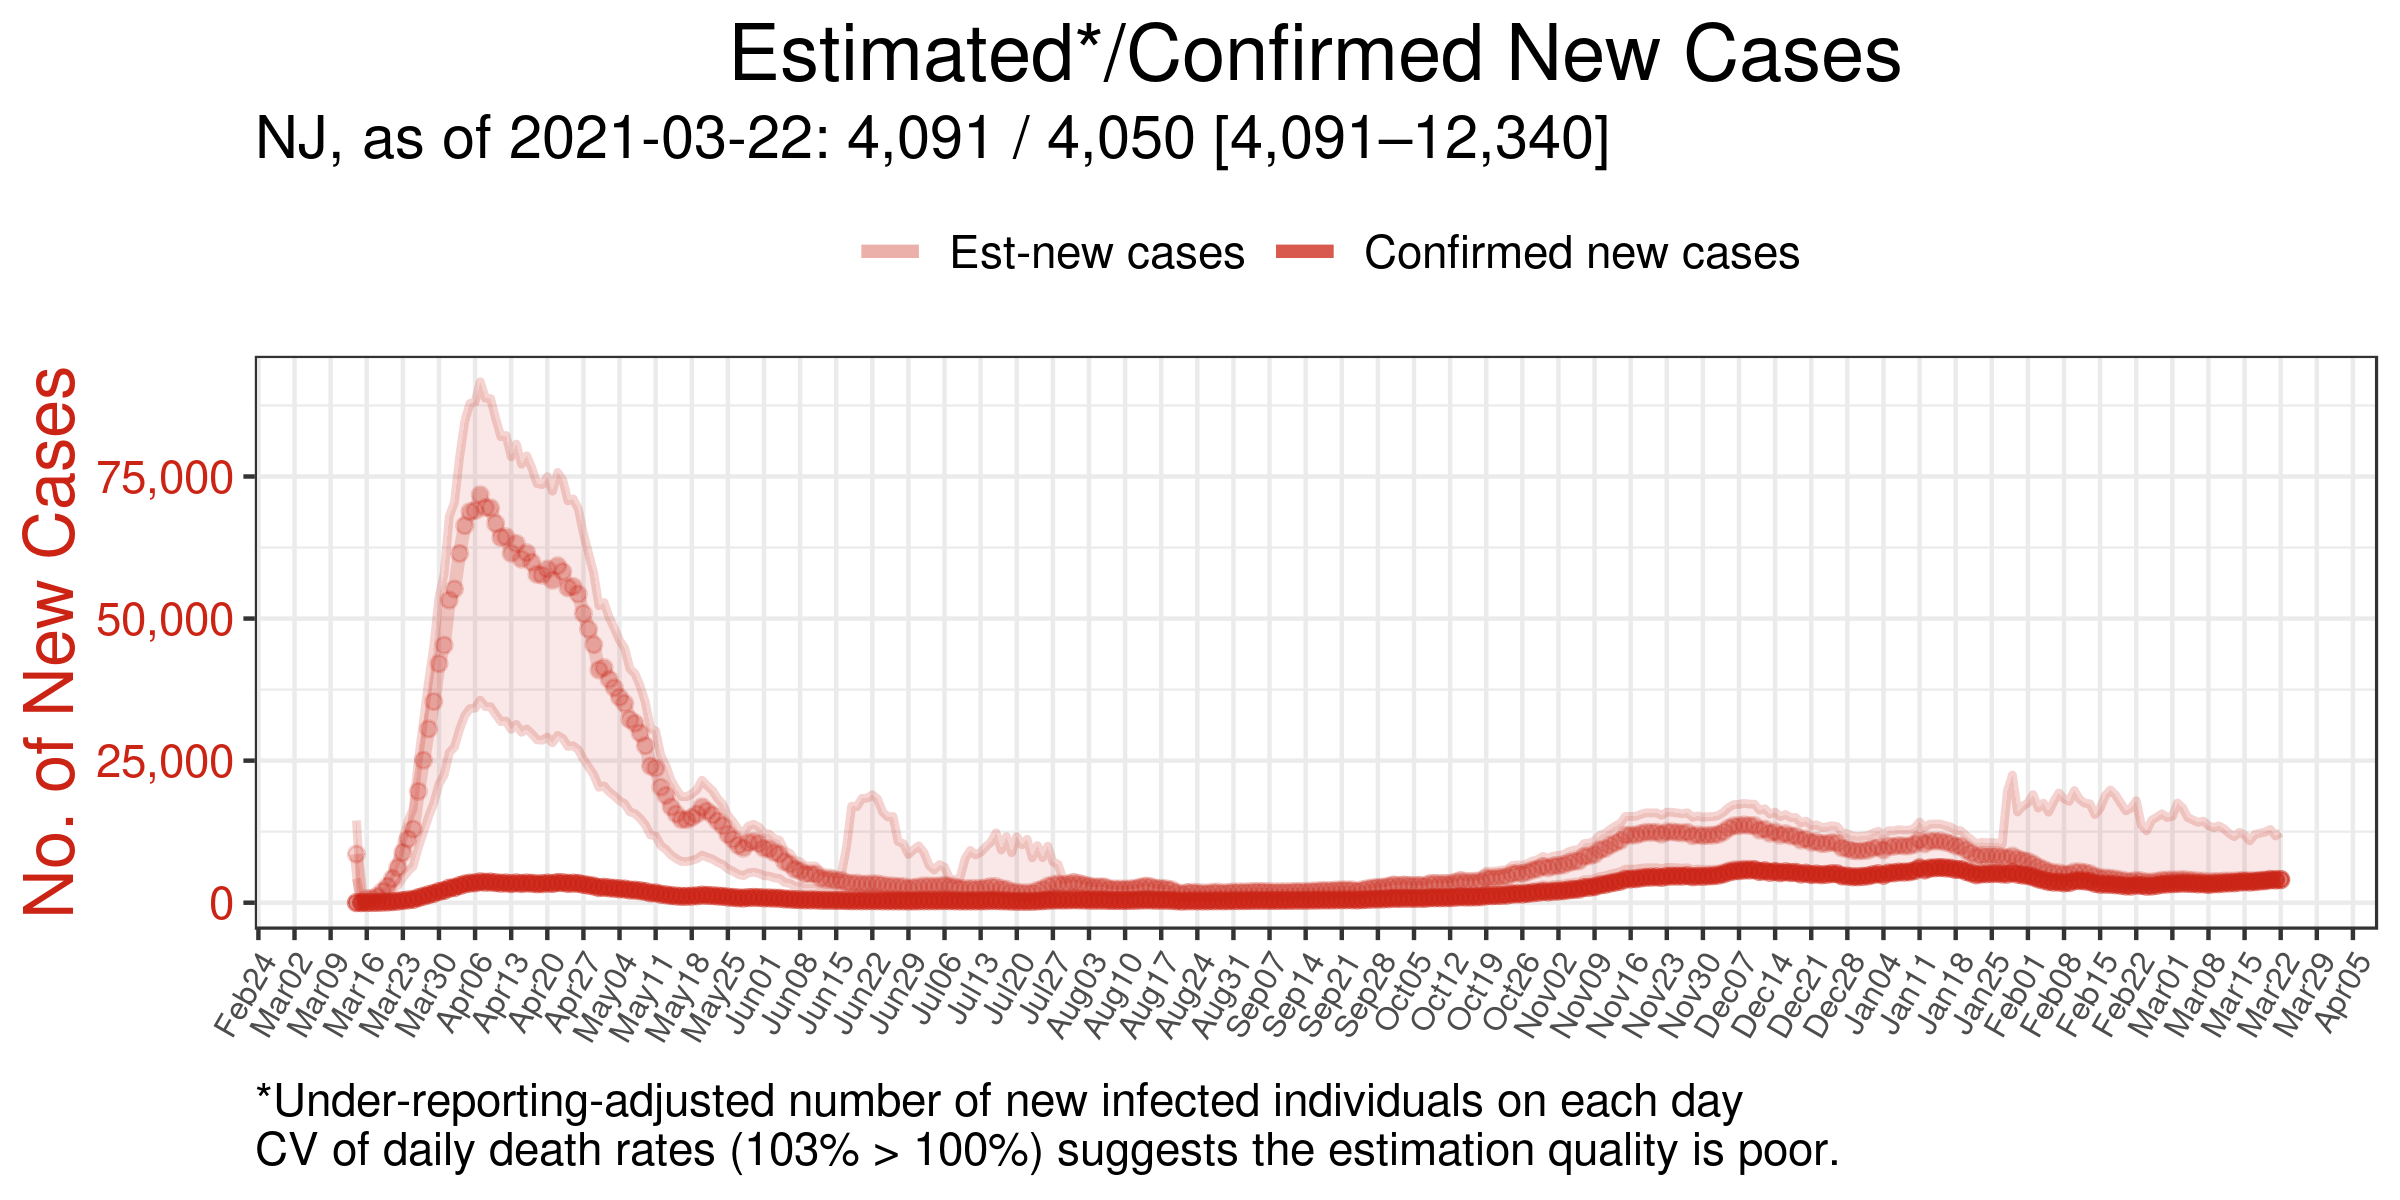 Estimated*/Confirmed New Cases
NJ, as of 2021-03-22: 4,091 / 4,050 [4,091–12,340]
Est-new cases
Confirmed new cases
No. of New Cases
75,000
50,000
25,000
0
Feb24
Mar02
Mar09
Mar16
Mar23
Mar30
Apr06
Apr13
Apr20
Apr27
May04
May11
May18
May25
Jun01
Jun08
Jun15
Jun22
Jun29
Jul06
Jul13
Jul20
Jul27
Aug03
Aug10
Aug17
Aug24
Aug31
Sep07
Sep14
Sep21
Sep28
Oct05
Oct12
Oct19
Oct26
Nov02
Nov09
Nov16
Nov23
Nov30
Dec07
Dec14
Dec21
Dec28
Jan04
Jan11
Jan18
Jan25
Feb01
Feb08
Feb15
Feb22
Mar01
Mar08
Mar15
Mar22
Mar29
Apr05
*Under-reporting-adjusted number of new infected individuals on each day
CV of daily death rates (103% > 100%) suggests the estimation quality is poor.